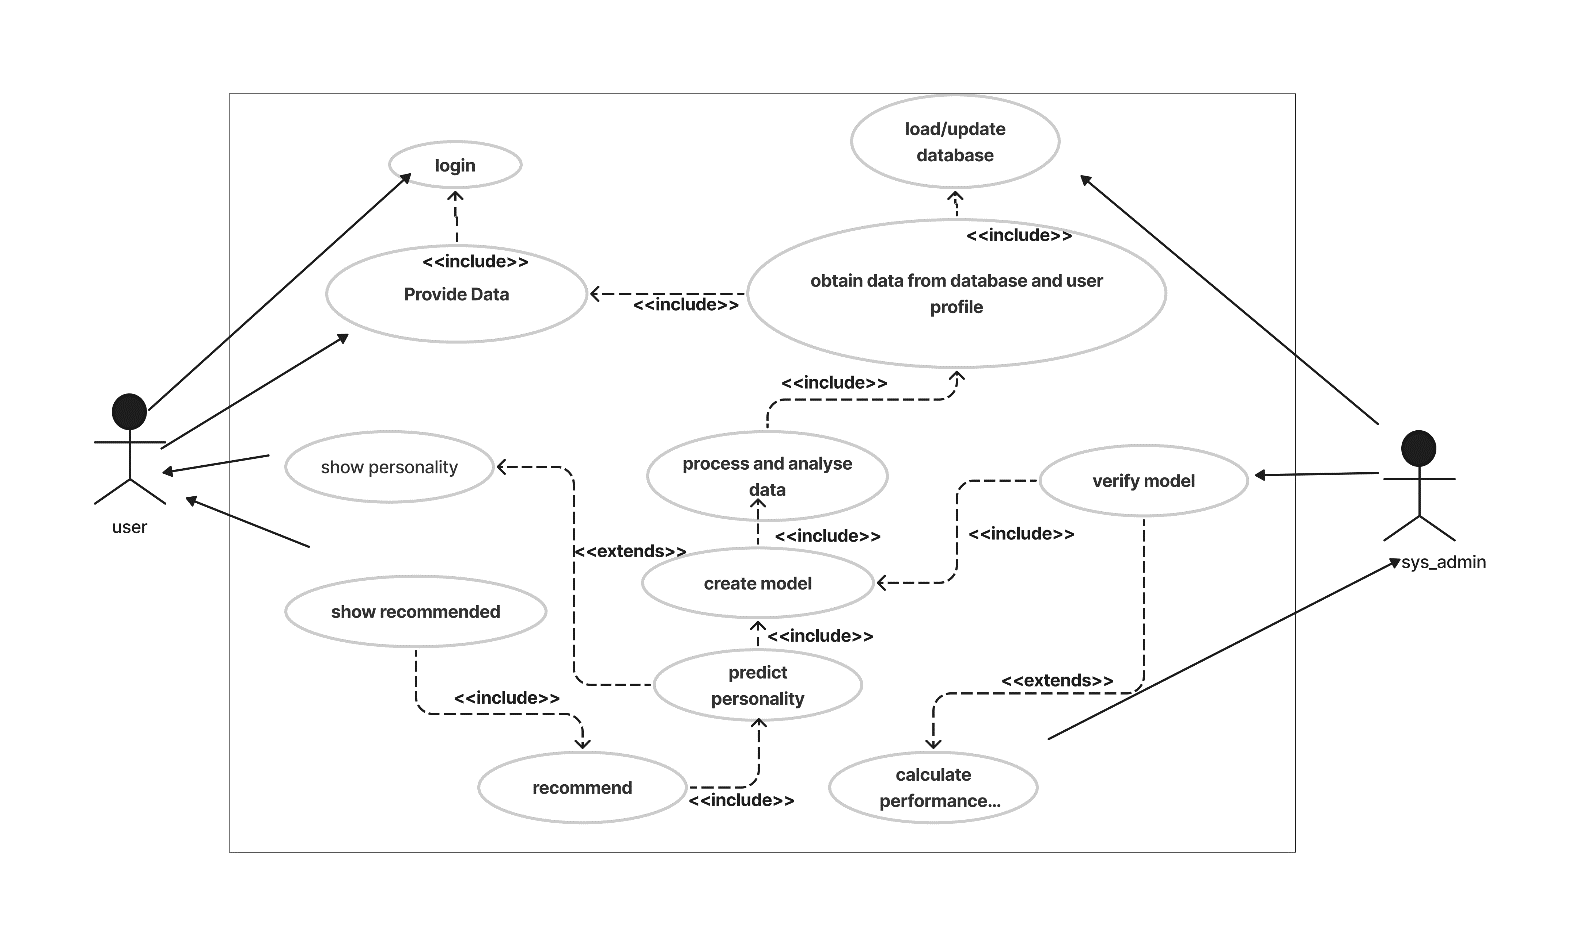 load/update
database
login
<<include>>
<<include>>
Provide Data
<<include>>
obtain data from database and user
profile
<<include>>
show personality
process and analyse
data
verify model
user
<<include>>
<<include>>
<<extends>>
sys_admin
create model
show recommended
<<include>>
predict
personality
<<extends>>
<<include>>
recommend
<<include>>
calculate
performance...